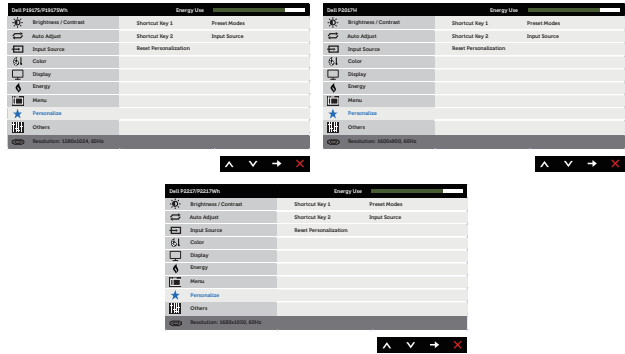 Dell P1917S/P1917SWh Energy Use
Brightness / Contrast Shortcut Key 1 Preset Modes
Auto Adjust Shortcut Key 2 Input Source
Input Source Reset Personalization
Color
Display
Energy
Menu
Personalize
Others
Resolution: 1280x1024, 60Hz
Dell P2017H Energy Use
Brightness / Contrast Shortcut Key 1 Preset Modes
Auto Adjust Shortcut Key 2 Input Source
Input Source Reset Personalization
Color
Display
Energy
Menu
Personalize
Others
Resolution: 1600x900, 60Hz
Dell P2217/P2217Wh Energy Use
Brightness / Contrast Shortcut Key 1 Preset Modes
Auto Adjust Shortcut Key 2 Input Source
Input Source Reset Personalization
Color
Display
Energy
Menu
Personalize
Others
Resolution: 1680x1050, 60Hz